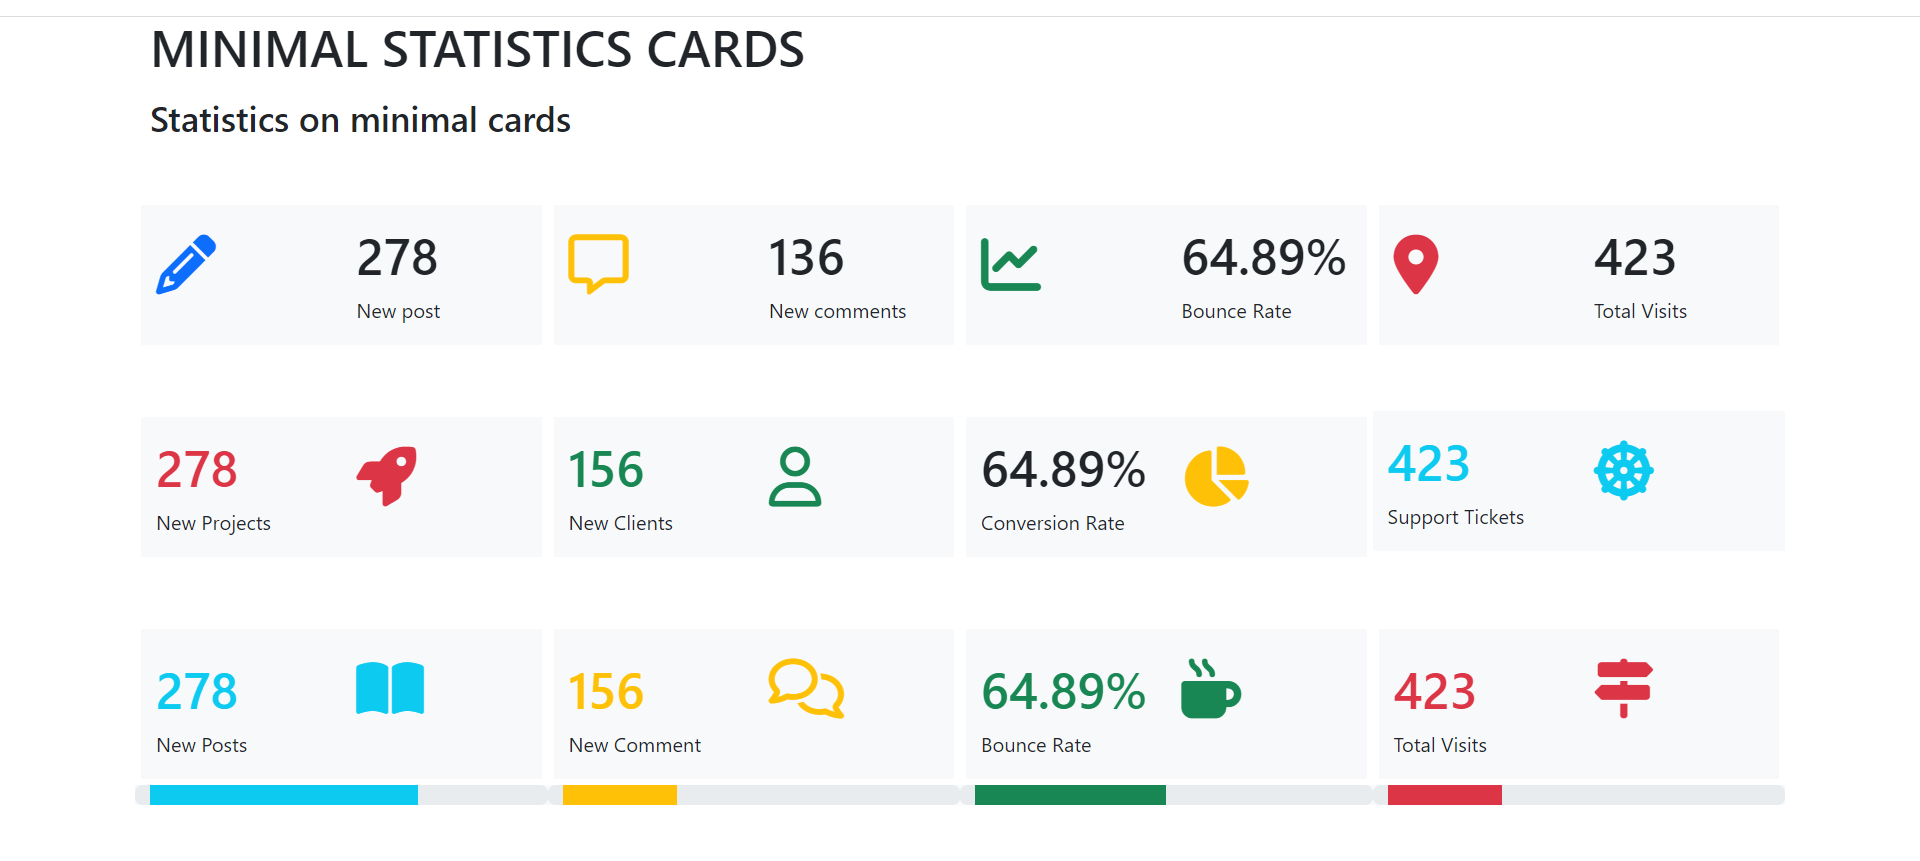 MINIMAL STATISTICS CARDS
Statistics on minimal cards
278
New post
136
New comments
64.89%
Bounce Rate
423
Total Visits
278
New Projects
156
New Clients
64.89%
Conversion Rate
423
Support Tickets
278
New Posts
156
New Comment
64.89%
Bounce Rate
423
Total Visits